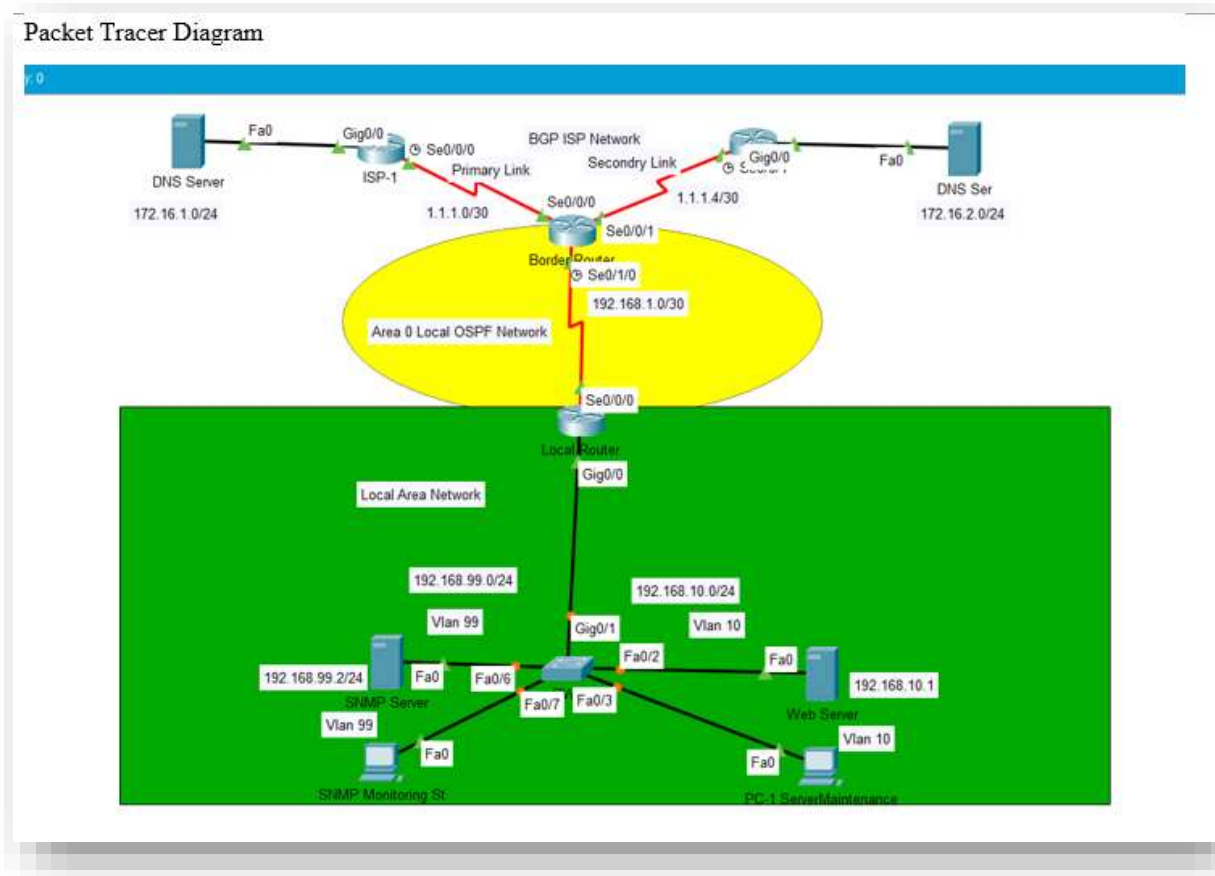 Packet Tracer Diagram
y: 0
Fa0
Gig0/0
Se0/0/0
BGP ISP Network
Gig0/0
Fa0
DNS Server
ISP-1
Primary Link
Secondry Link
DNS Ser
172.16.1.0/24
1.1.1.0/30
Se0/0/0
1.1.1.4/30
172.16.2.0/24
Se0/0/1
Border Router
Se0/1/0
192.168.1.0/30
Area 0 Local OSPF Network
Se0/0/0
Local Router
Gig0/0
Local Area Network
192.168.99.0/24
192.168.10.0/24
Vlan 99
Gig0/1
Vlan 10
192.168.99.2/24
Fa0
Fa0/6
Fa0/2
Fa0
192.168.10.1
SNMP Server
Fa0/7
Fa0/3
Web Server
Vlan 99
Vlan 10
Fa0
Fa0
SNMP Monitoring St
PC-1 ServerMaintenance